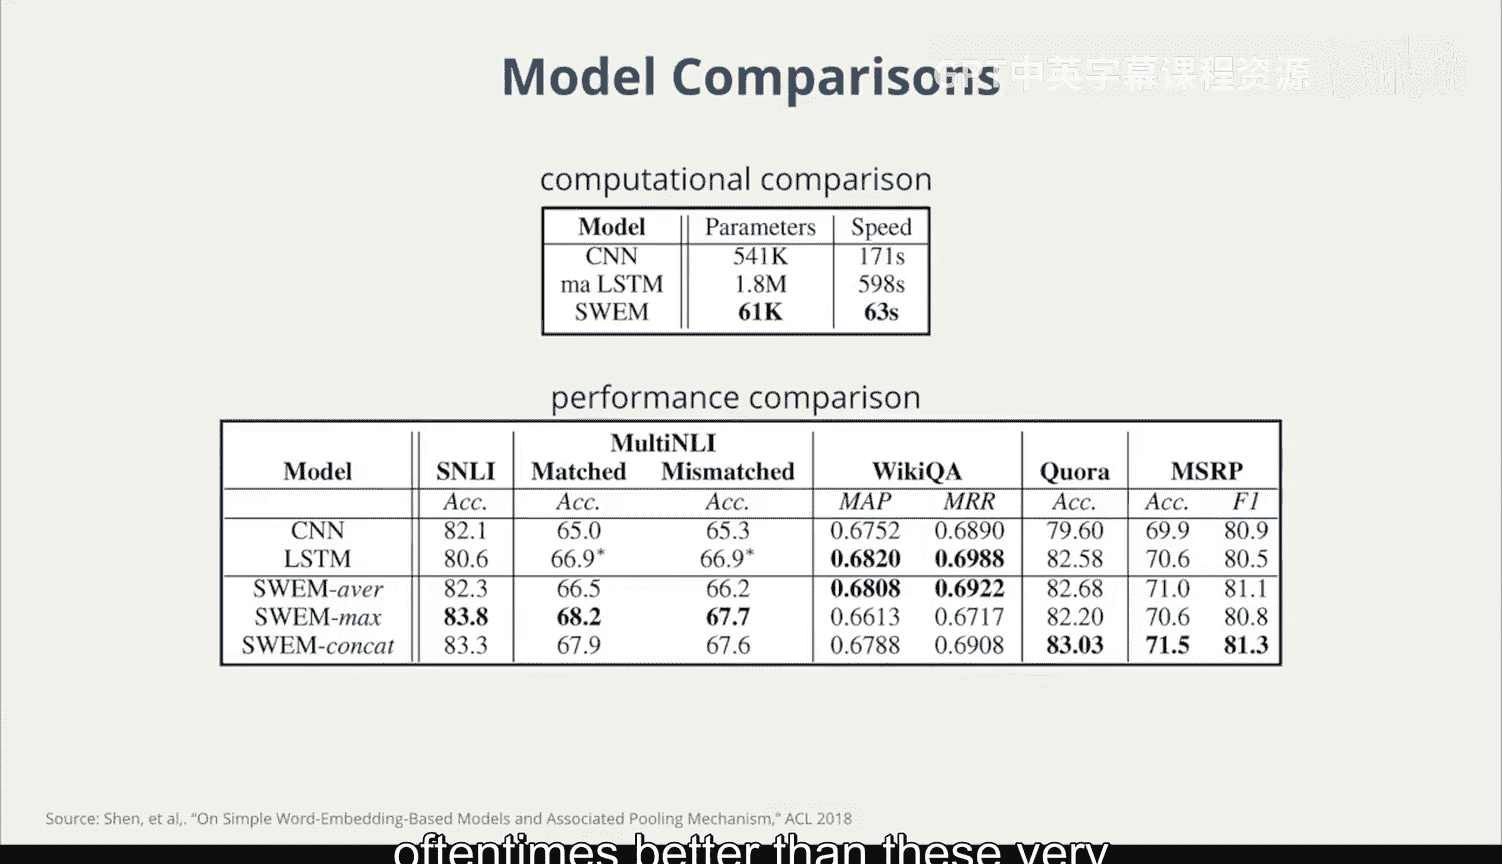 Model Comparisons
GPT中英字幕课程资源
computational comparison
Model Parameters Speed
CNN 541K 171s
ma LSTM 1.8M 598s
SWEM 61K 63s
performance comparison
MultiNLI
Model SNLI Matched Mismatched WikiQA Quora MSRP
Acc. Acc. Acc. MAP MRR Acc. Acc. F1
CNN 82.1 65.0 65.3 0.6752 0.6890 79.60 69.9 80.9
LSTM 80.6 66.9* 66.9* 0.6820 0.6988 82.58 70.6 80.5
SWEM-aver 82.3 66.5 66.2 0.6808 0.6922 82.68 71.0 81.1
SWEM-max 83.8 68.2 67.7 0.6613 0.6717 82.20 70.6 80.8
SWEM-concat 83.3 67.9 67.6 0.6788 0.6908 83.03 71.5 81.3
Source: Shen, et al,. “On Simple Word-Embedding-Based Models and Associated Pooling Mechanism,” ACL 2018
oftentimes better than these very